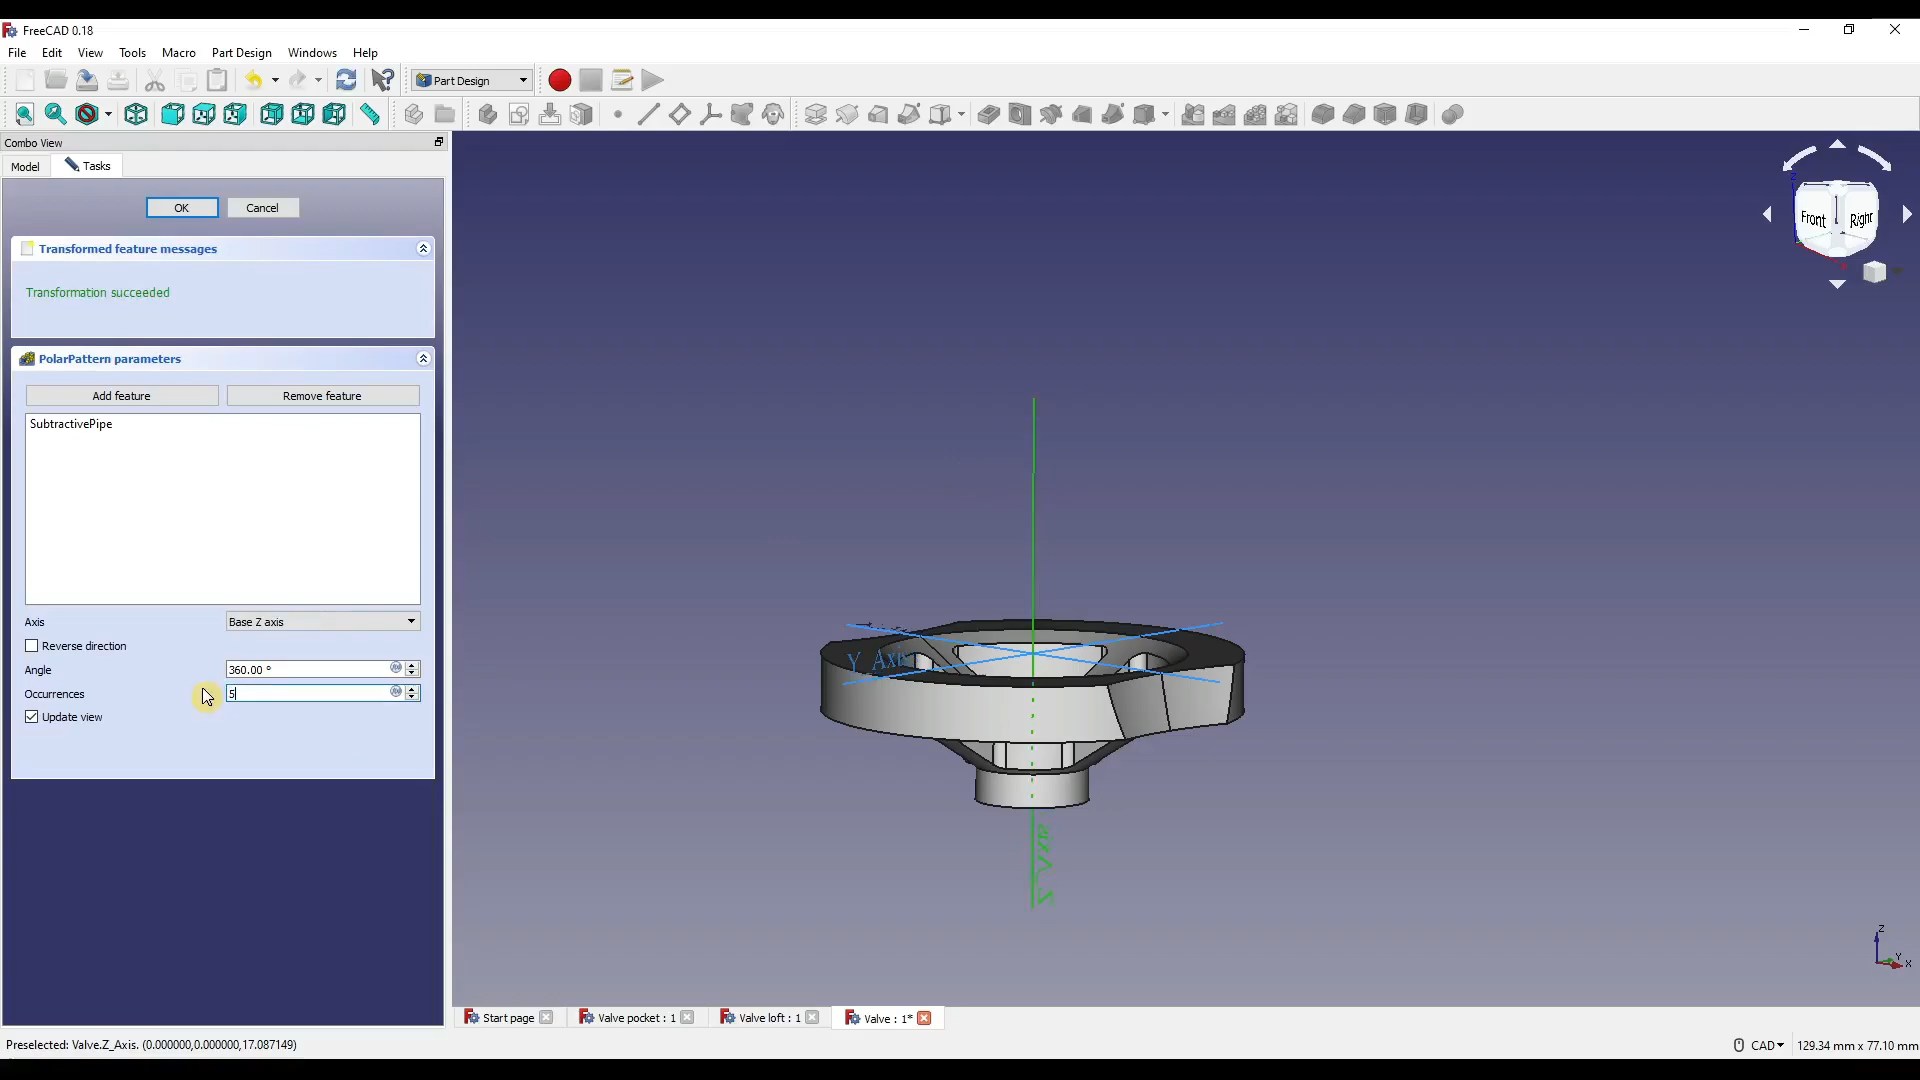 FreeCAD 0.18
File Edit View Tools Macro Part Design Windows Help
Part Design
Combo View
Model Tasks
OK Cancel
Transformed feature messages
Transformation succeeded
PolarPattern parameters
Add feature Remove feature
SubtractivePipe
Axis Base Z axis
Reverse direction
Angle 360.00 °
Occurrences 5
Update view
Front Right
Z
Y_Axis
Z_Axis
Z
Y
X
Start page Valve pocket : 1 Valve loft : 1 Valve : 1*
Preselected: Valve.Z_Axis. (0.000000,0.000000,17.087149) CAD 129.34 mm x 77.10 mm